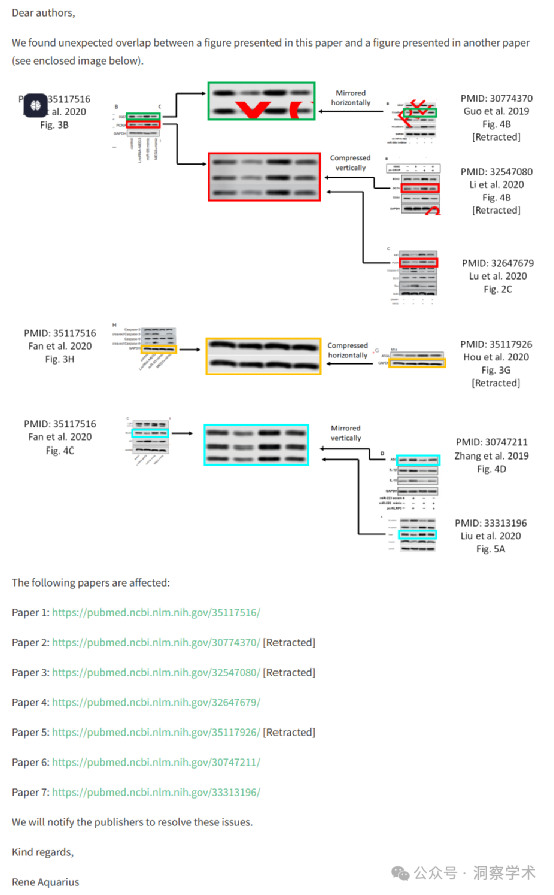 Dear authors,
We found unexpected overlap between a figure presented in this paper and a figure presented in another paper
(see enclosed image below).
35117516
2020
Fig. 3B
Mirrored
horizontally
PMID: 30774370
Guo et al. 2019
Fig. 4B
[Retracted]
Compressed
vertically
PMID: 32547080
Li et al. 2020
Fig. 4B
[Retracted]
PMID: 32647679
Lu et al. 2020
Fig. 2C
PMID: 35117516
Fan et al. 2020
Fig. 3H
Compressed
horizontally
PMID: 35117926
Hou et al. 2020
Fig. 3G
[Retracted]
PMID: 35117516
Fan et al. 2020
Fig. 4C
Mirrored
vertically
PMID: 30747211
Zhang et al. 2019
Fig. 4D
PMID: 33313196
Liu et al. 2020
Fig. 5A
The following papers are affected:
Paper 1: https://pubmed.ncbi.nlm.nih.gov/35117516/
Paper 2: https://pubmed.ncbi.nlm.nih.gov/30774370/ [Retracted]
Paper 3: https://pubmed.ncbi.nlm.nih.gov/32547080/ [Retracted]
Paper 4: https://pubmed.ncbi.nlm.nih.gov/32647679/
Paper 5: https://pubmed.ncbi.nlm.nih.gov/35117926/ [Retracted]
Paper 6: https://pubmed.ncbi.nlm.nih.gov/30747211/
Paper 7: https://pubmed.ncbi.nlm.nih.gov/33313196/
We will notify the publishers to resolve these issues.
Kind regards,
Rene Aquarius
公众号 · 洞察学术